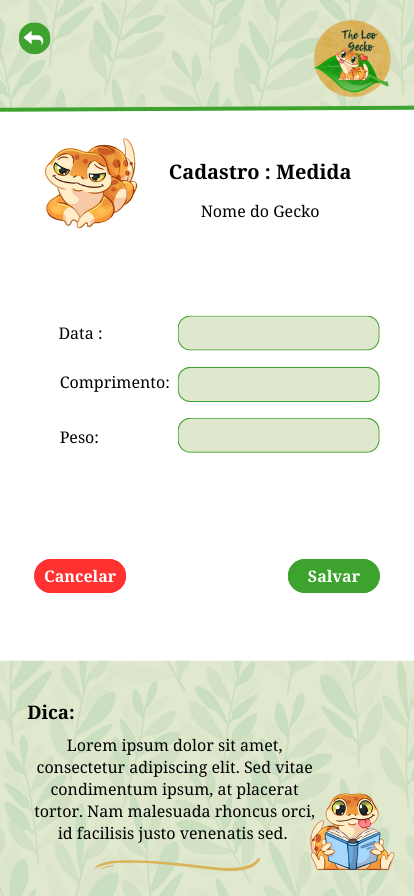 The Leo
Gecko
Cadastro : Medida
Nome do Gecko
Data :
Comprimento:
Peso:
Cancelar
Salvar
Dica:
Lorem ipsum dolor sit amet,
consectetur adipiscing elit. Sed vitae
condimentum ipsum, at placerat
tortor. Nam malesuada rhoncus orci,
id facilisis justo venenatis sed.